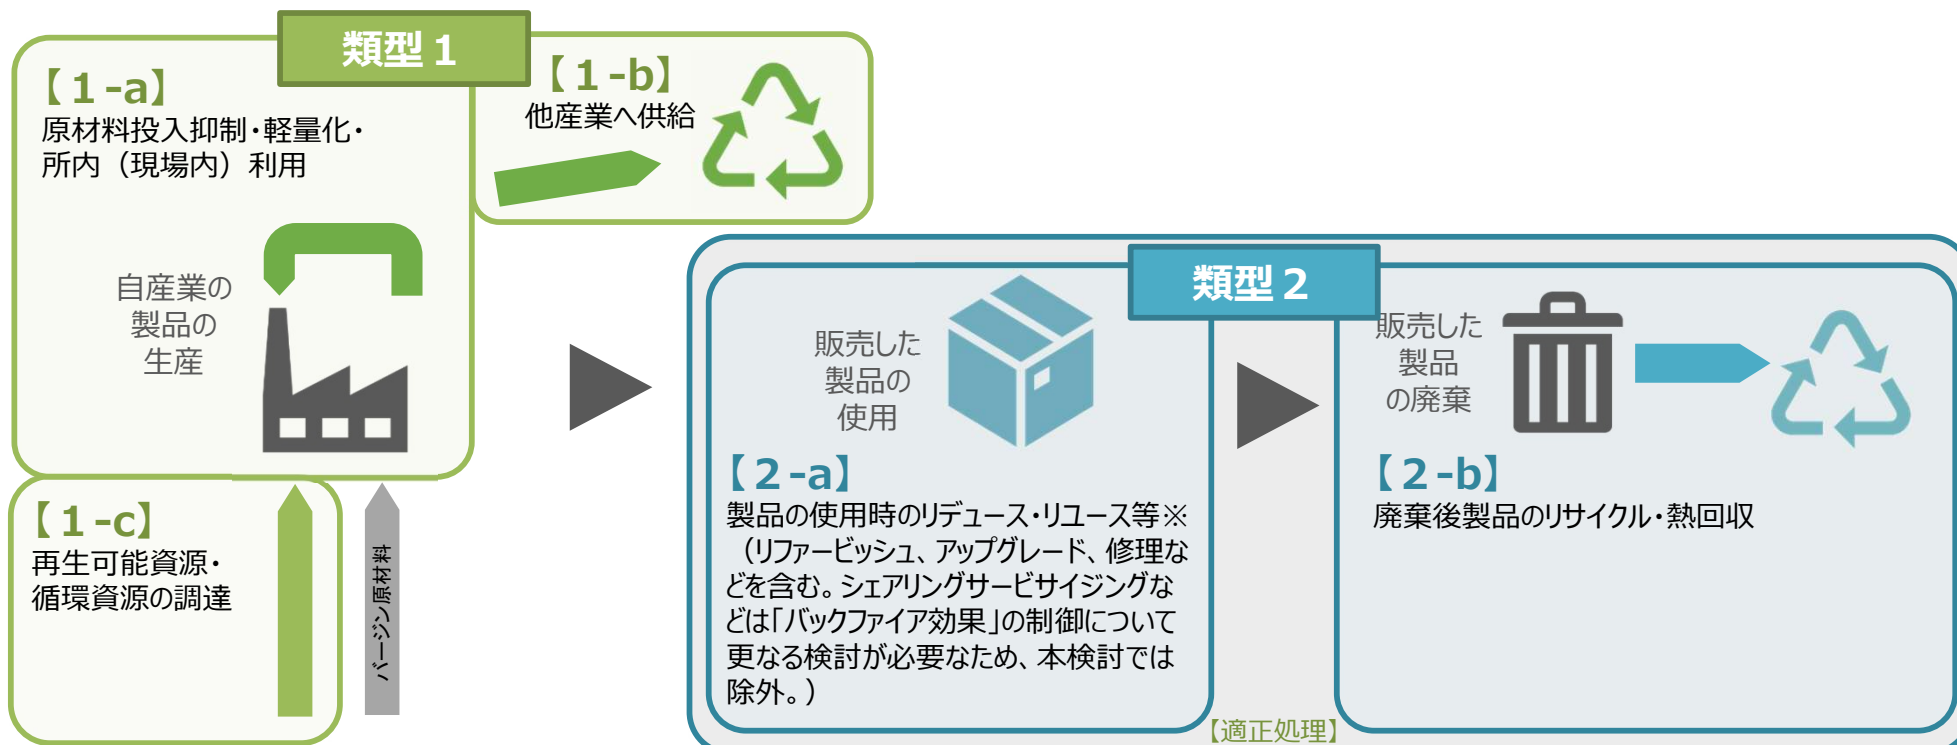 類型1
【1-a】
原材料投入抑制・軽量化・
所内（現場内）利用
自産業の
製品の
生産
【1-b】
他産業へ供給
【1-c】
再生可能資源・
循環資源の調達
バージン原材料
類型2
販売した
製品の
使用
【2-a】
製品の使用時のリデュース・リユース等※
（リファービッシュ、アップグレード、修理な
どを含む。シェアリングサービサイジングな
どは「バックファイア効果」の制御について
更なる検討が必要なため、本検討では
除外。）
販売した
製品
の廃棄
【2-b】
廃棄後製品のリサイクル・熱回収
【適正処理】